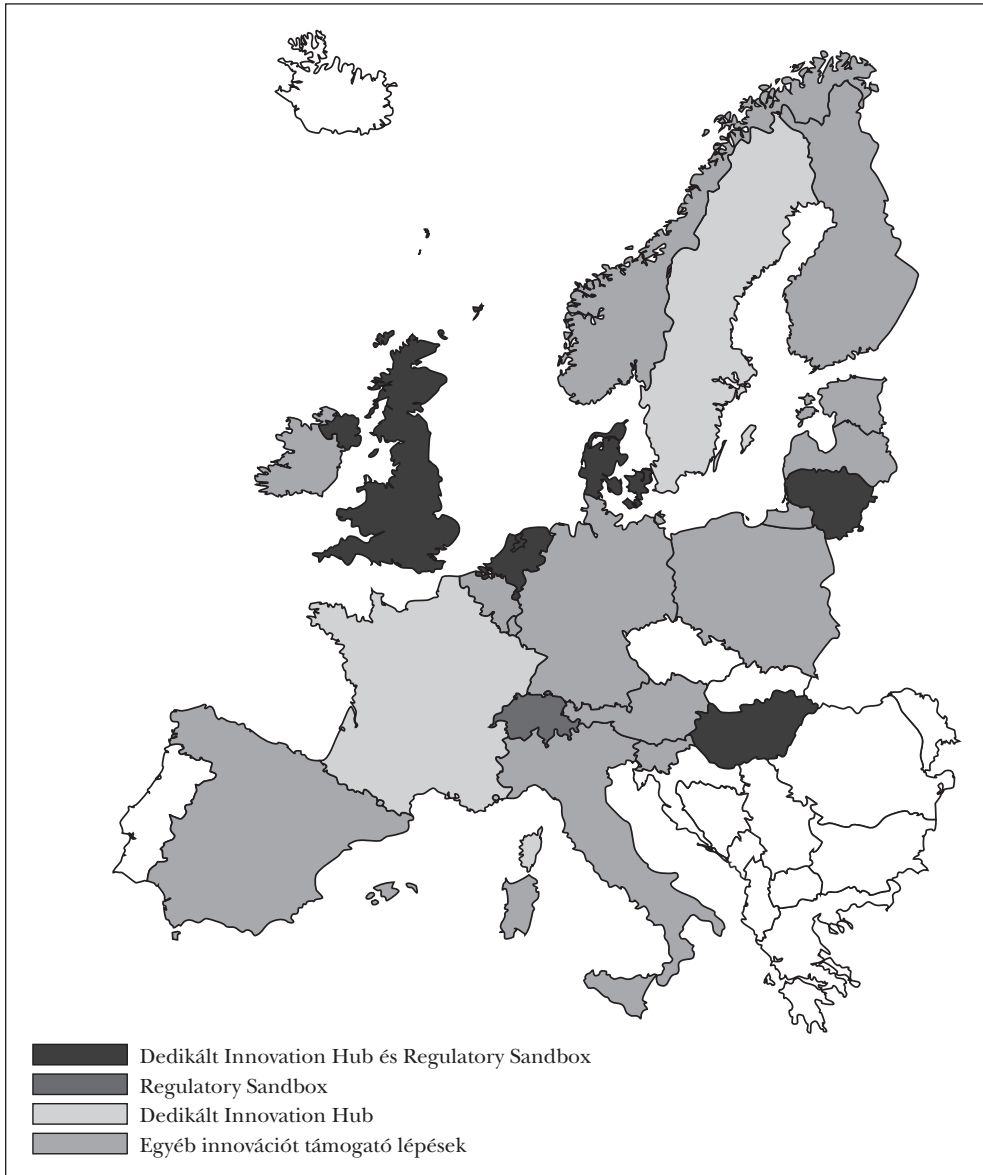 Dedikált Innovation Hub és Regulatory Sandbox
Regulatory Sandbox
Dedikált Innovation Hub
Egyéb innovációt támogató lépések